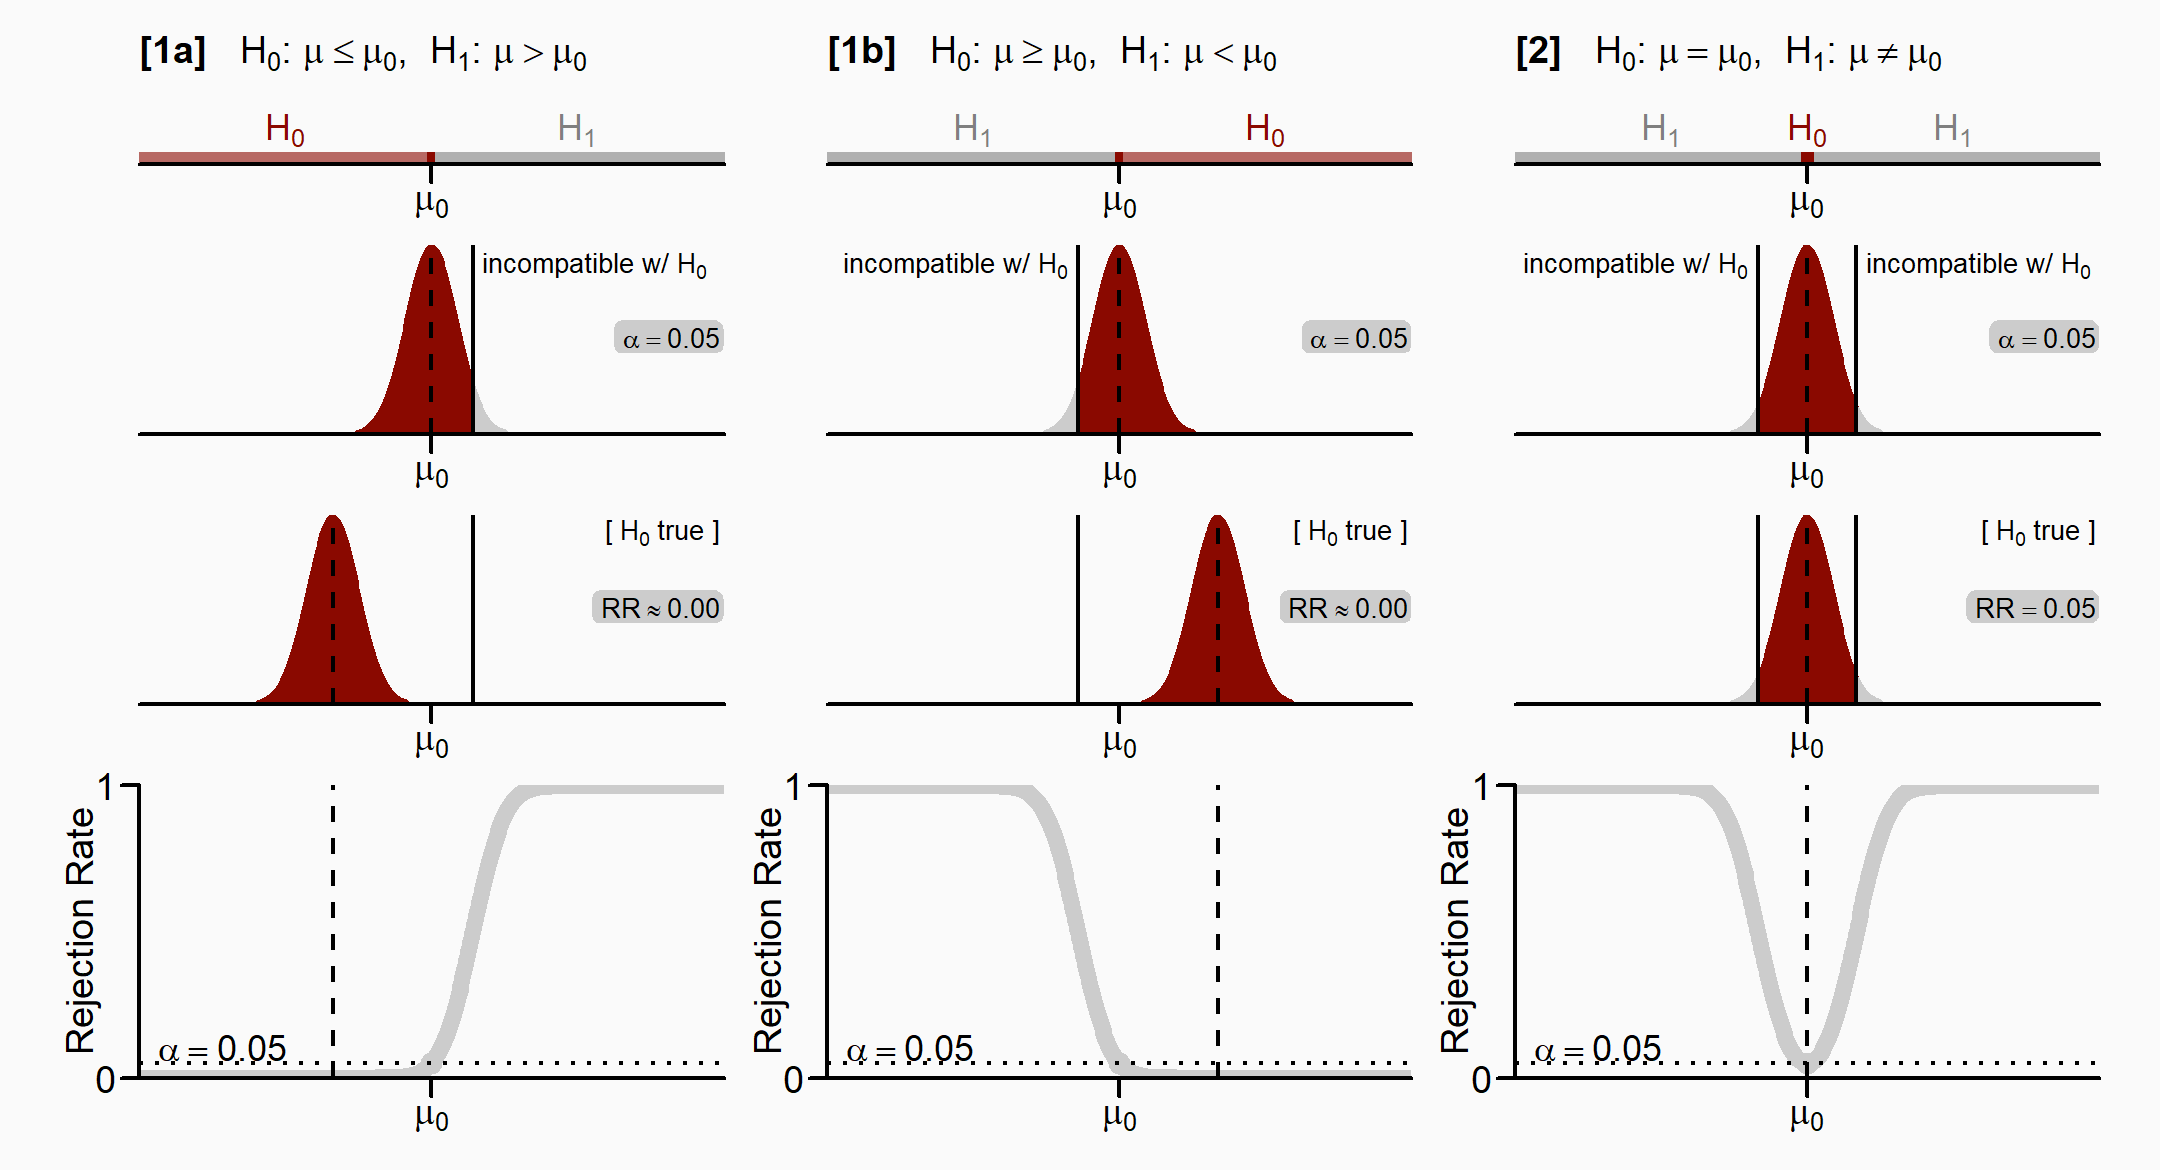 [1a] H₀: μ ≤ μ₀, H₁: μ > μ₀
H₀ H₁
μ₀
incompatible w/ H₀
α = 0.05
μ₀
[ H₀ true ]
RR ≈ 0.00
μ₀
1
Rejection Rate
α = 0.05
0
μ₀
[1b] H₀: μ ≥ μ₀, H₁: μ < μ₀
H₁ H₀
μ₀
incompatible w/ H₀
α = 0.05
μ₀
[ H₀ true ]
RR ≈ 0.00
μ₀
1
Rejection Rate
α = 0.05
0
μ₀
[2] H₀: μ = μ₀, H₁: μ ≠ μ₀
H₁ H₀ H₁
μ₀
incompatible w/ H₀ incompatible w/ H₀
α = 0.05
μ₀
[ H₀ true ]
RR = 0.05
μ₀
1
Rejection Rate
α = 0.05
0
μ₀